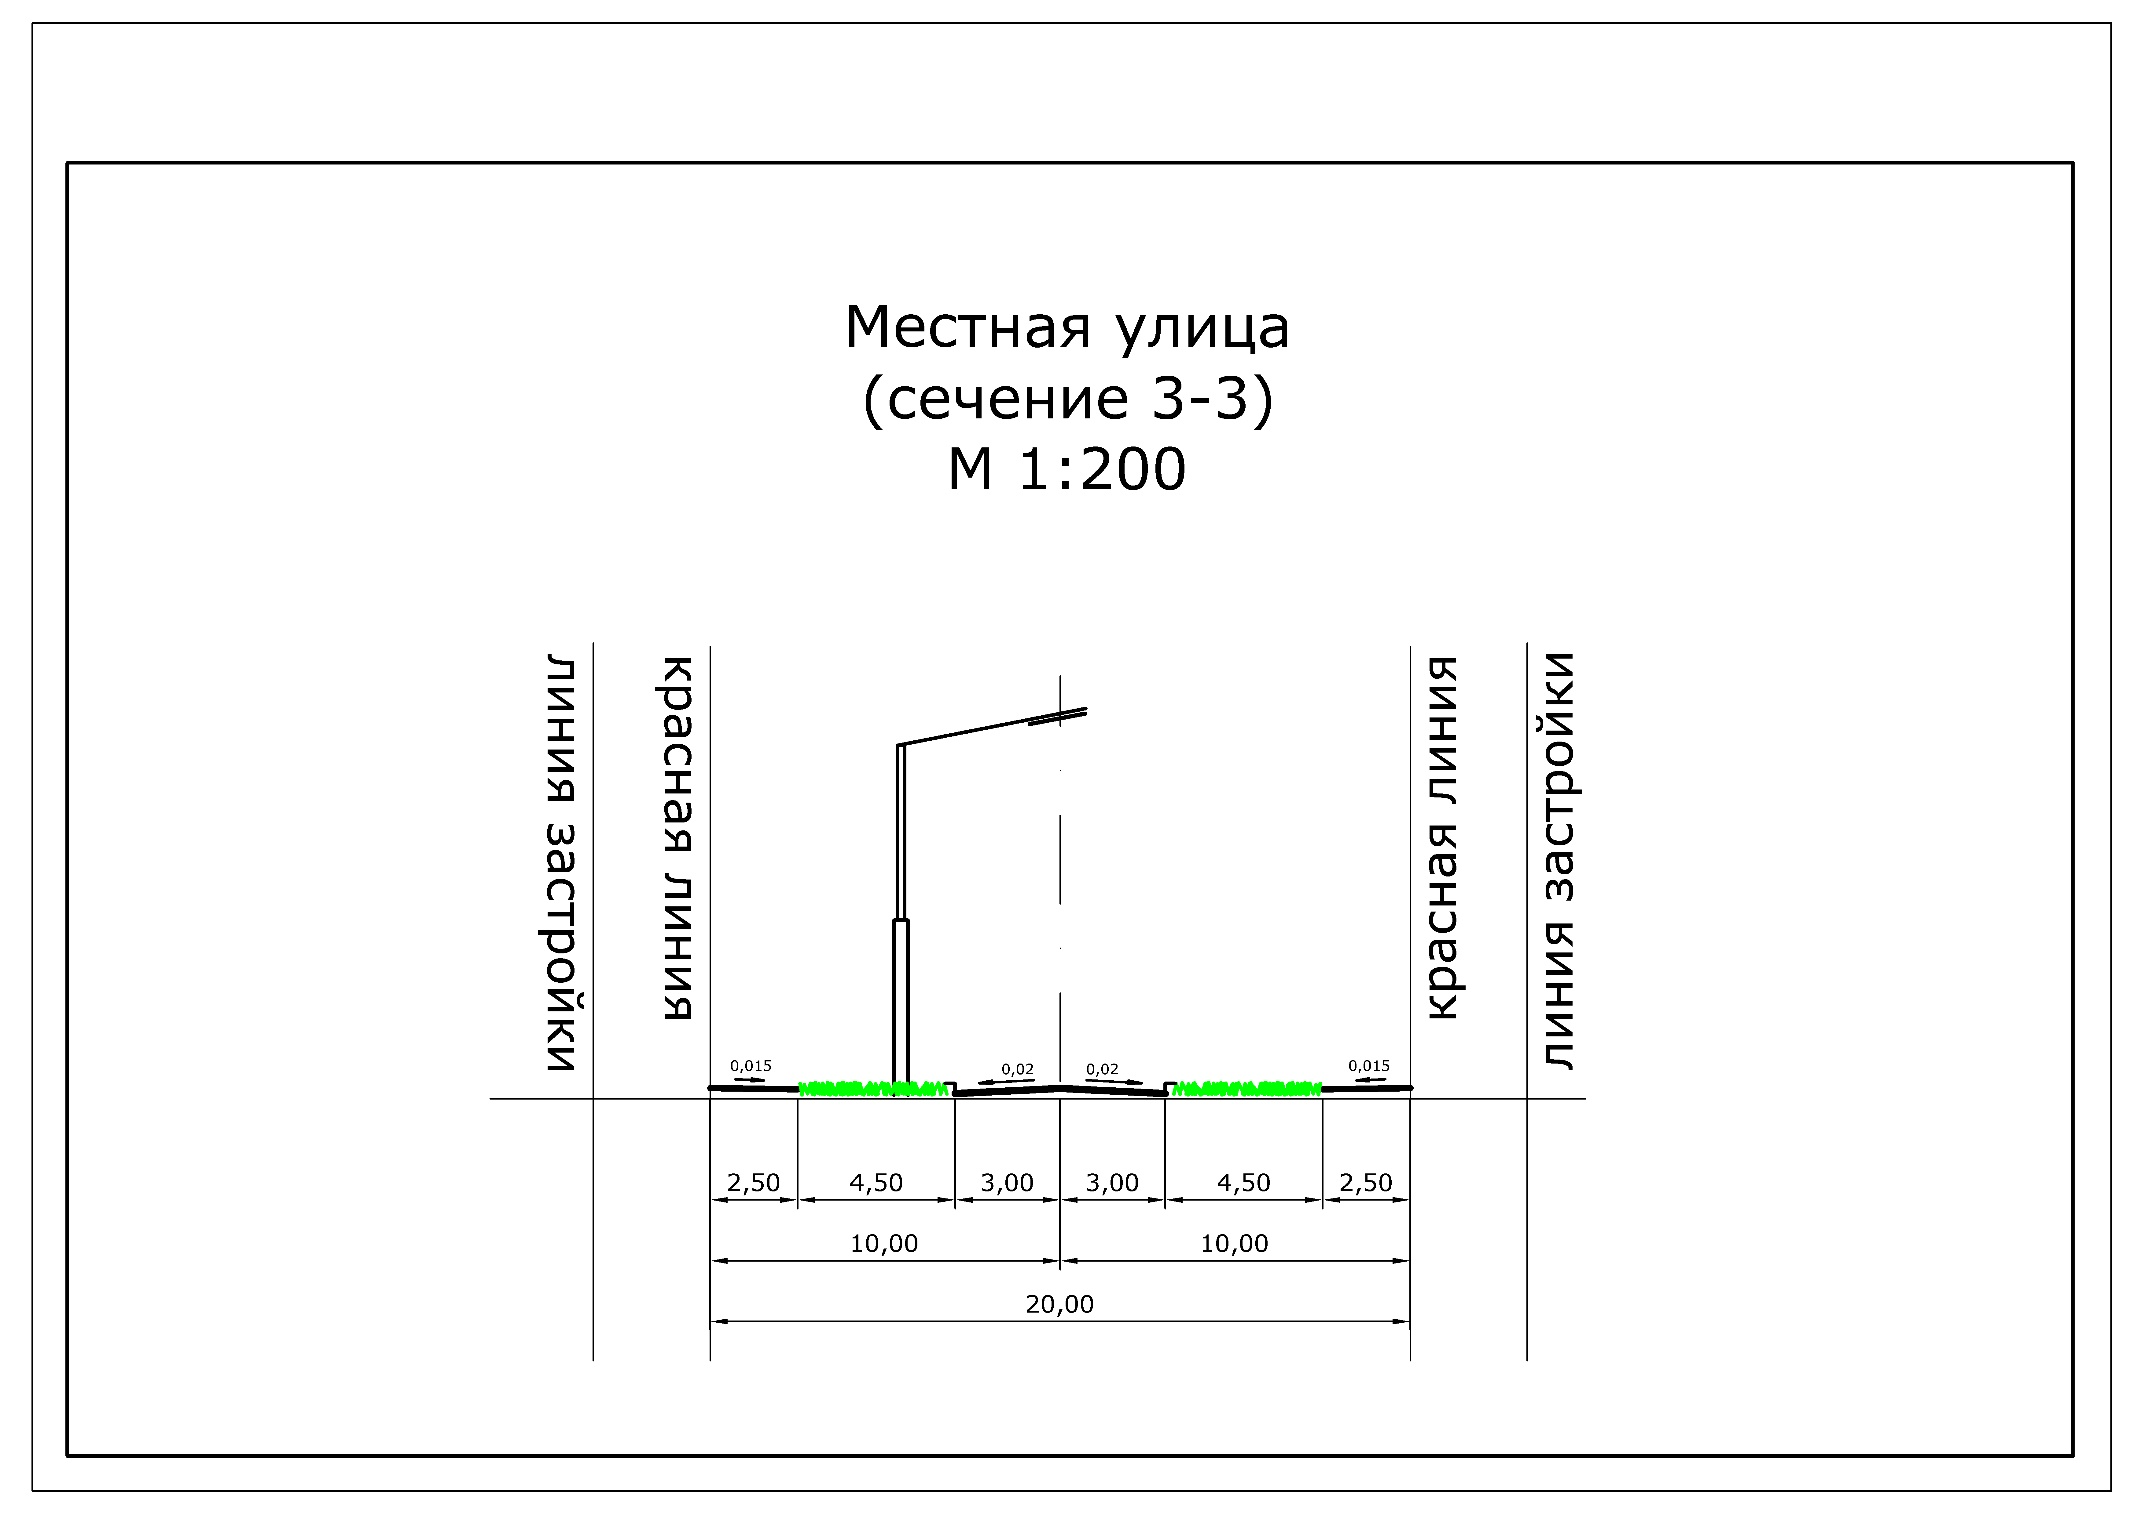 Местная улица
(сечение 3-3)
М 1:200
линия застройки
красная линия
красная линия
линия застройки
0,015
0,02
0,02
0,015
2,50
4,50
3,00
3,00
4,50
2,50
10,00
10,00
20,00